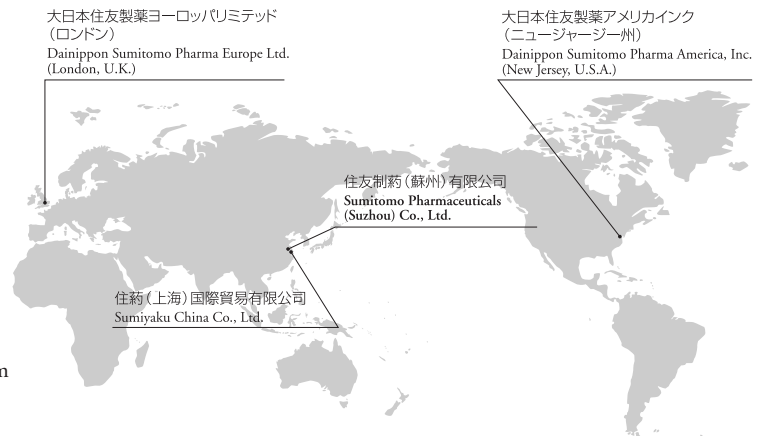 大日本住友製薬ヨーロッパリミテッド
（ロンドン）
Dainippon Sumitomo Pharma Europe Ltd.
(London, U.K.)
大日本住友製薬アメリカインク
（ニュージャージー州）
Dainippon Sumitomo Pharma America, Inc.
(New Jersey, U.S.A.)
住友制葯（蘇州）有限公司
Sumitomo Pharmaceuticals
(Suzhou) Co., Ltd.
住葯（上海）国際貿易有限公司
Sumiyaku China Co., Ltd.